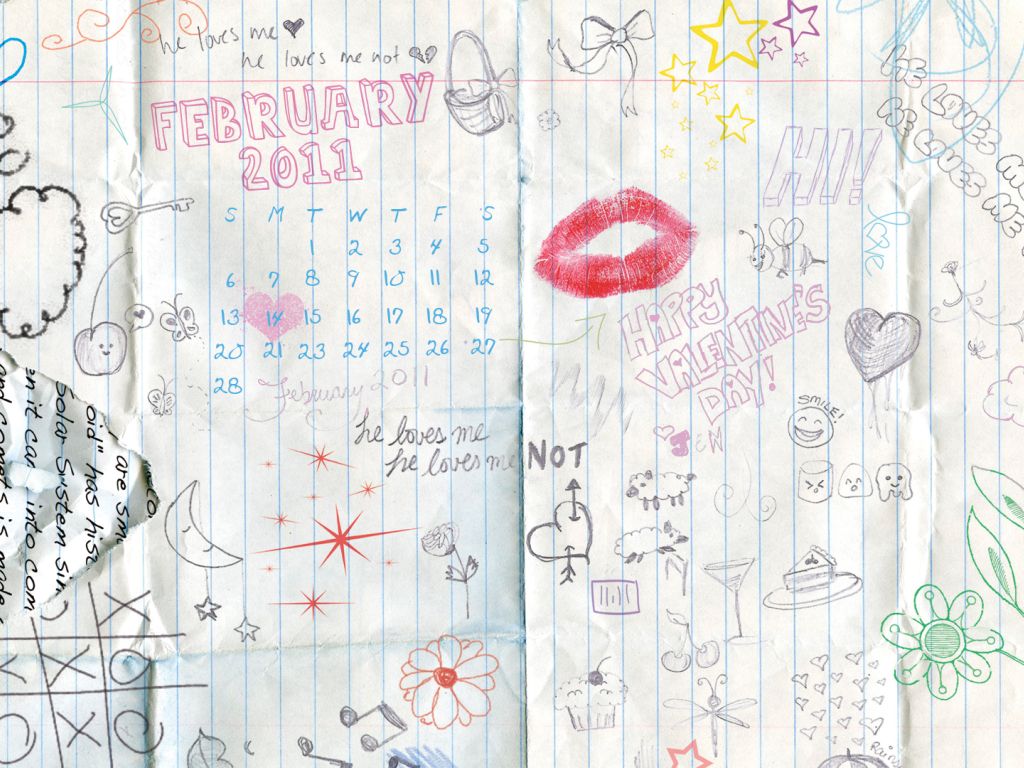 he loves me
he loves me not
FEBRUARY
2011
S M T W T F S
1 2 3 4 5
6 7 8 9 10 11 12
13 14 15 16 17 18 19
20 21 23 24 25 26 27
28
February 2011
he loves me
he loves me NOT
HI!
HE LOVES ME
HE LOVES ME
love
HAPPY
VALENTINE'S
DAY!
JEN
SMILE!
are sm
oid" has hist
Solar System sin
en it can into com
and comets is made
X
X O
X O
Rain